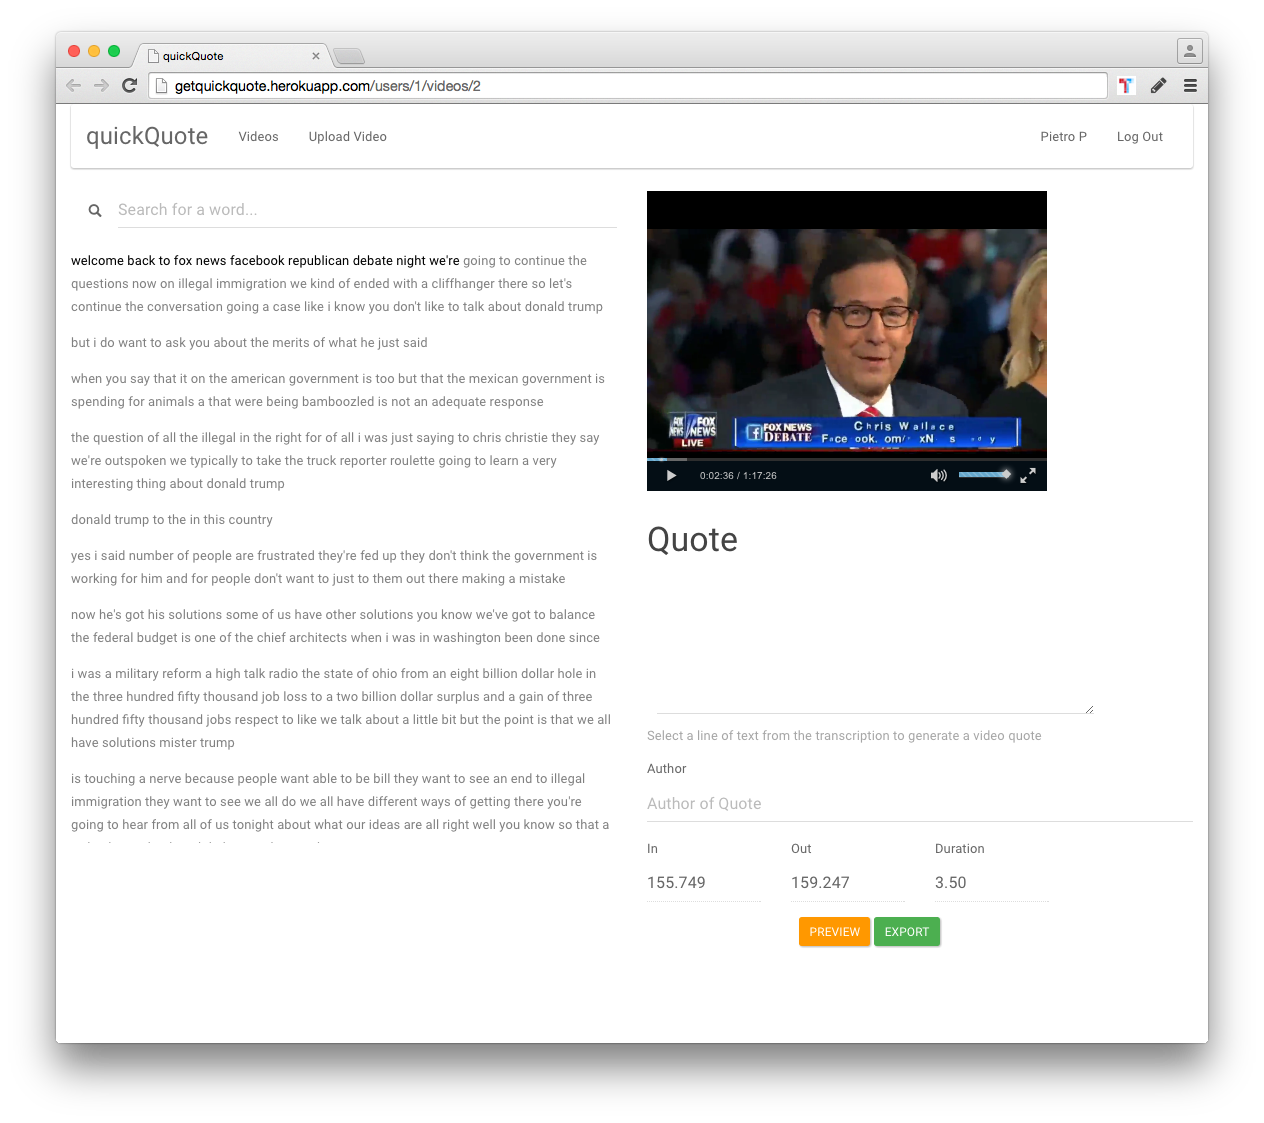 quickQuote
getquickquote.herokuapp.com/users/1/videos/2
quickQuote Videos Upload Video Pietro P Log Out
Search for a word...
welcome back to fox news facebook republican debate night we're going to continue the
questions now on illegal immigration we kind of ended with a cliffhanger there so let's
continue the conversation going a case like i know you don't like to talk about donald trump
but i do want to ask you about the merits of what he just said
when you say that it on the american government is too but that the mexican government is
spending for animals a that were being bamboozled is not an adequate response
the question of all the illegal in the right for of all i was just saying to chris christie they say
we're outspoken we typically to take the truck reporter roulette going to learn a very
interesting thing about donald trump
donald trump to the in this country
yes i said number of people are frustrated they're fed up they don't think the government is
working for him and for people don't want to just to them out there making a mistake
now he's got his solutions some of us have other solutions you know we've got to balance
the federal budget is one of the chief architects when i was in washington been done since
i was a military reform a high talk radio the state of ohio from an eight billion dollar hole in
the three hundred fifty thousand job loss to a two billion dollar surplus and a gain of three
hundred fifty thousand jobs respect to like we talk about a little bit but the point is that we all
have solutions mister trump
is touching a nerve because people want able to be bill they want to see an end to illegal
immigration they want to see we all do we all have different ways of getting there you're
going to hear from all of us tonight about what our ideas are all right well you know so that a
FOX NEWS
LIVE
FOX NEWS
DEBATE
Chris Wallace
0:02:36 / 1:17:26
Quote
Select a line of text from the transcription to generate a video quote
Author
Author of Quote
In Out Duration
155.749 159.247 3.50
PREVIEW EXPORT